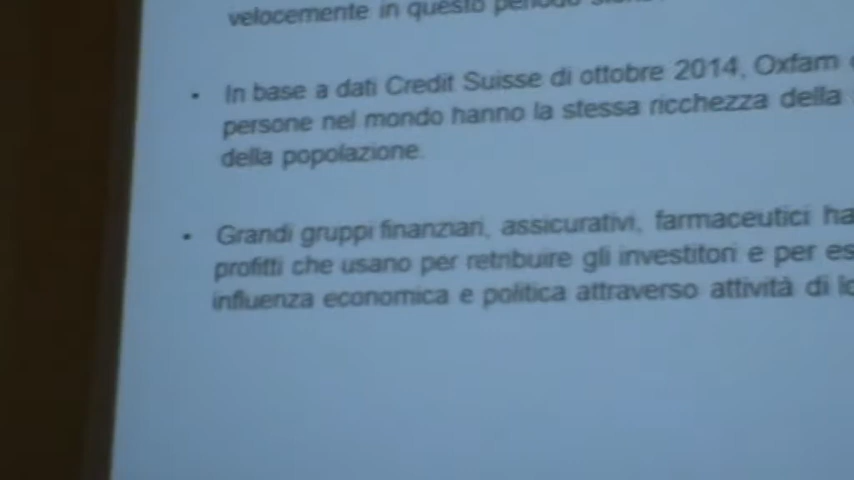 velocemente in questo periodo
• In base a dati Credit Suisse di ottobre 2014, Oxfam
persone nel mondo hanno la stessa ricchezza della
della popolazione.
• Grandi gruppi finanziari, assicurativi, farmaceutici ha
profitti che usano per retribuire gli investitori e per es
influenza economica e politica attraverso attività di lo